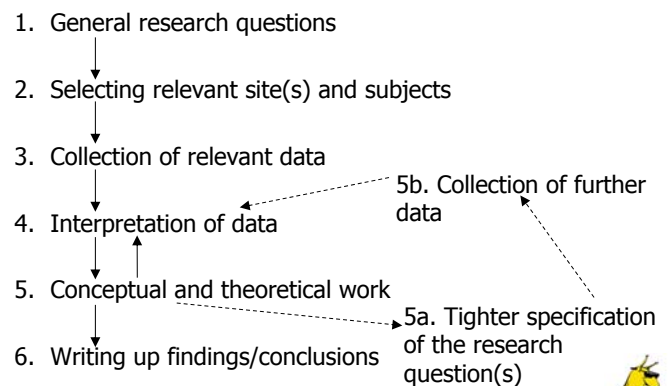 1. General research questions
2. Selecting relevant site(s) and subjects
3. Collection of relevant data
5b. Collection of further
data
4. Interpretation of data
5. Conceptual and theoretical work
5a. Tighter specification
of the research
question(s)
6. Writing up findings/conclusions